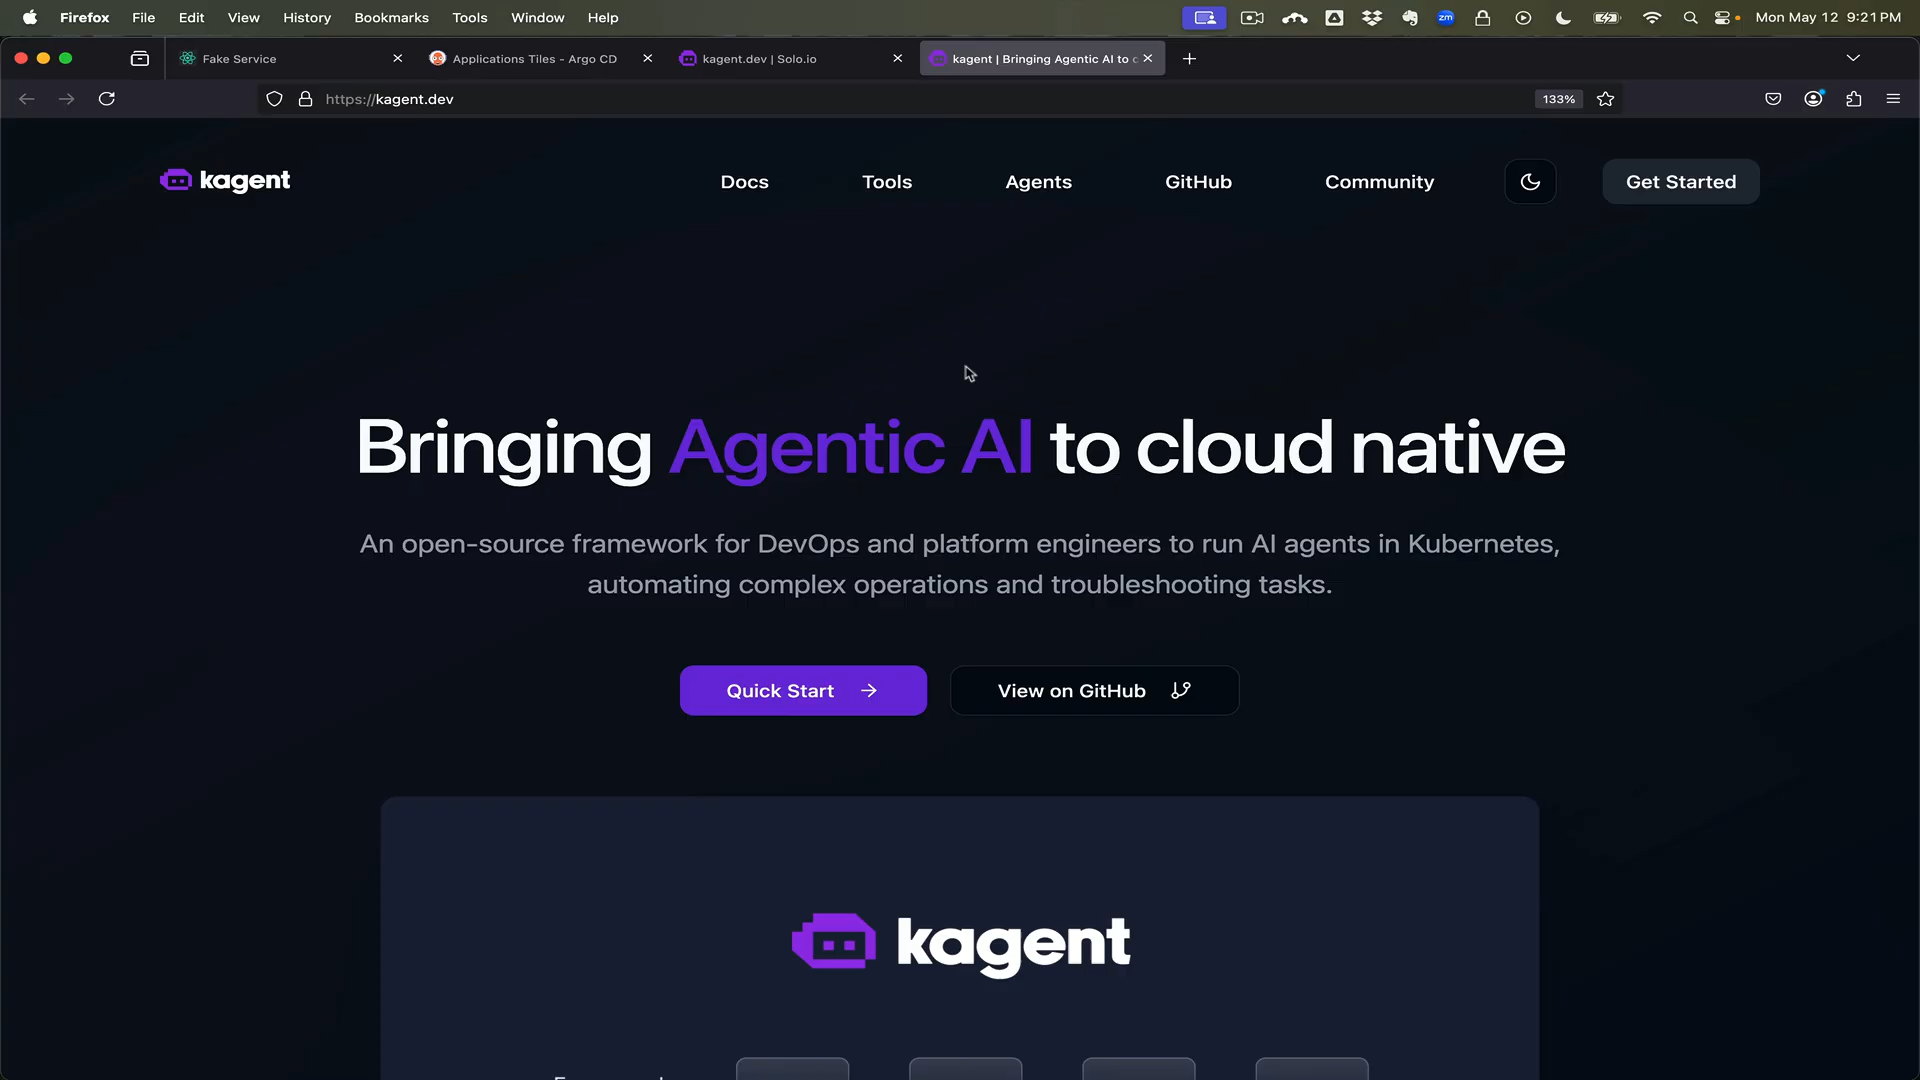 Firefox File Edit View History Bookmarks Tools Window Help zm Mon May 12 9:21 PM
Fake Service Applications Tiles - Argo CD kagent.dev | Solo.io kagent | Bringing Agentic AI to c
https://kagent.dev 133%
kagent Docs Tools Agents GitHub Community Get Started
Bringing Agentic AI to cloud native
An open-source framework for DevOps and platform engineers to run AI agents in Kubernetes,
automating complex operations and troubleshooting tasks.
Quick Start View on GitHub
kagent